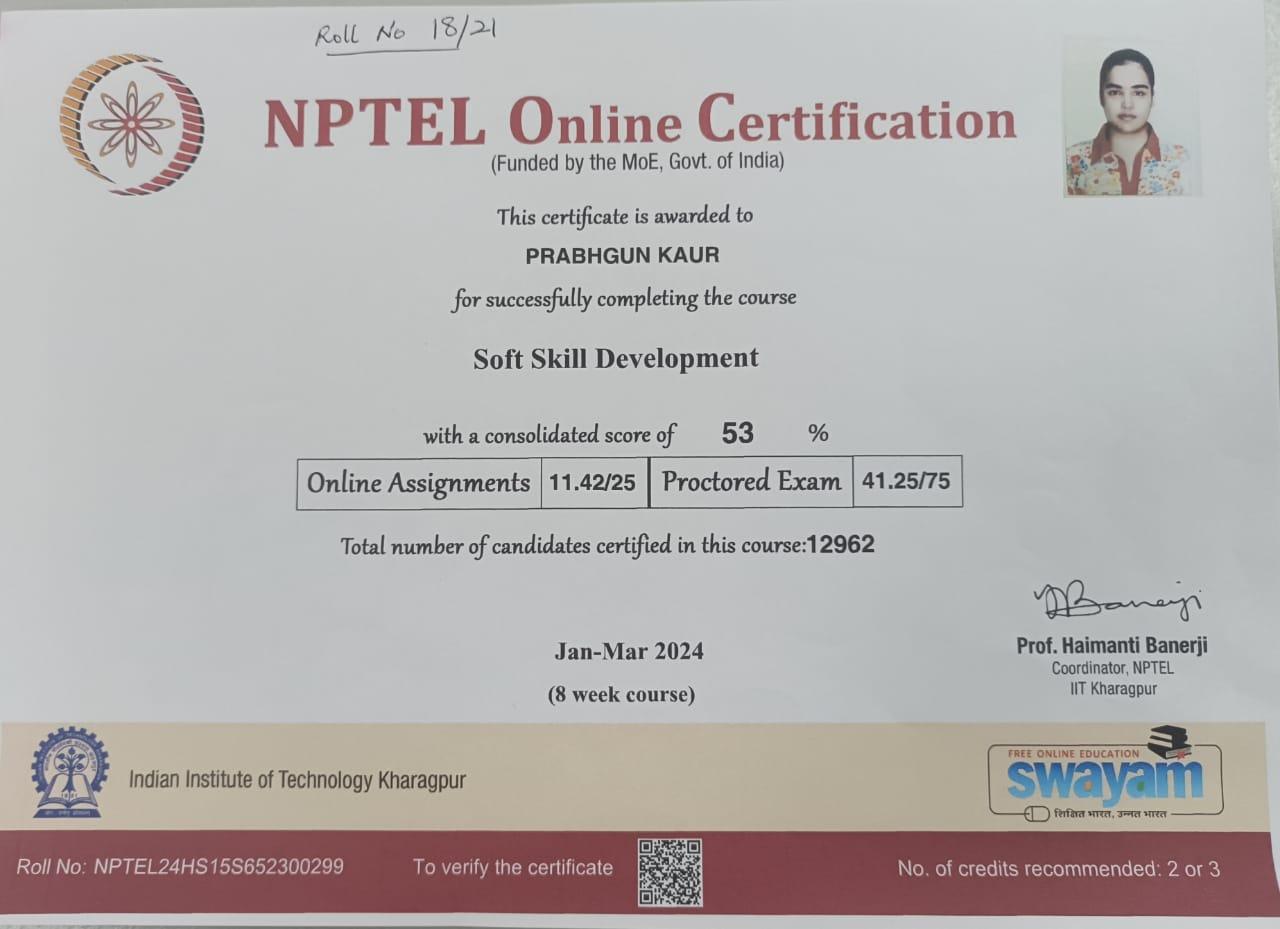 Roll No 18/21
NPTEL Online Certification
(Funded by the MoE, Govt. of India)
This certificate is awarded to
PRABHGUN KAUR
for successfully completing the course
Soft Skill Development
with a consolidated score of 53 %
Online Assignments 11.42/25 Proctored Exam 41.25/75
Total number of candidates certified in this course:12962
Jan-Mar 2024
(8 week course)
Banerji
Prof. Haimanti Banerji
Coordinator, NPTEL
IIT Kharagpur
Indian Institute of Technology Kharagpur
FREE ONLINE EDUCATION
swayam
शिक्षित भारत, उन्नत भारत
Roll No: NPTEL24HS15S652300299
To verify the certificate
No. of credits recommended: 2 or 3